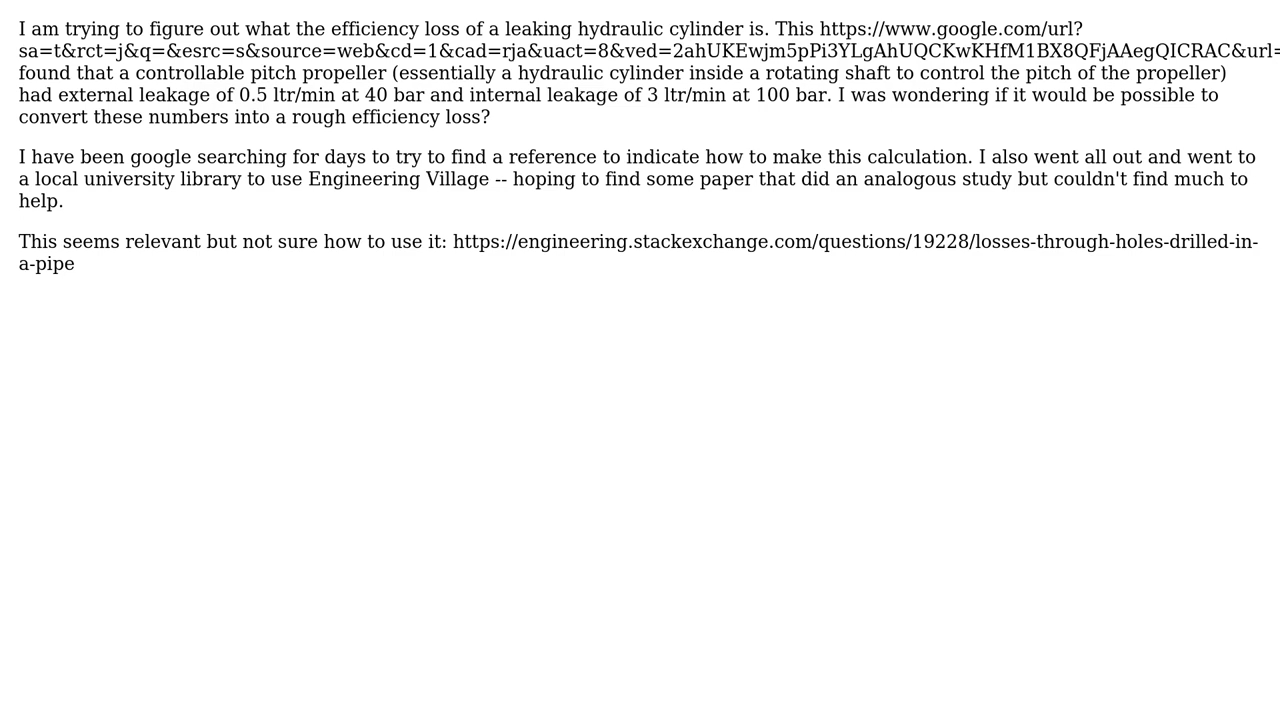 I am trying to figure out what the efficiency loss of a leaking hydraulic cylinder is. This https://www.google.com/url?
sa=t&rct=j&q=&esrc=s&source=web&cd=1&cad=rja&uact=8&ved=2ahUKEwjm5pPi3YLgAhUQCKwKHfM1BX8QFjAAegQICRAC&url=
found that a controllable pitch propeller (essentially a hydraulic cylinder inside a rotating shaft to control the pitch of the propeller)
had external leakage of 0.5 ltr/min at 40 bar and internal leakage of 3 ltr/min at 100 bar. I was wondering if it would be possible to
convert these numbers into a rough efficiency loss?
I have been google searching for days to try to find a reference to indicate how to make this calculation. I also went all out and went to
a local university library to use Engineering Village -- hoping to find some paper that did an analogous study but couldn't find much to
help.
This seems relevant but not sure how to use it: https://engineering.stackexchange.com/questions/19228/losses-through-holes-drilled-in-
a-pipe